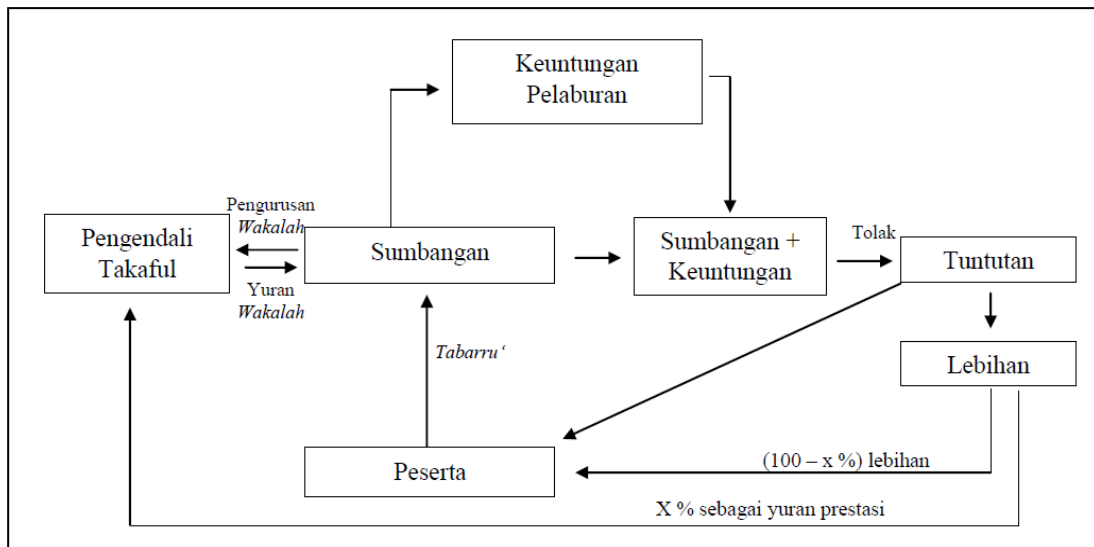 Keuntungan
Pelaburan
Pengurusan
Wakalah
Pengendali
Takaful
Yuran
Wakalah
Sumbangan
Sumbangan +
Keuntungan
Tolak
Tuntutan
Lebihan
Tabarru‘
Peserta
(100 – x %) lebihan
X % sebagai yuran prestasi